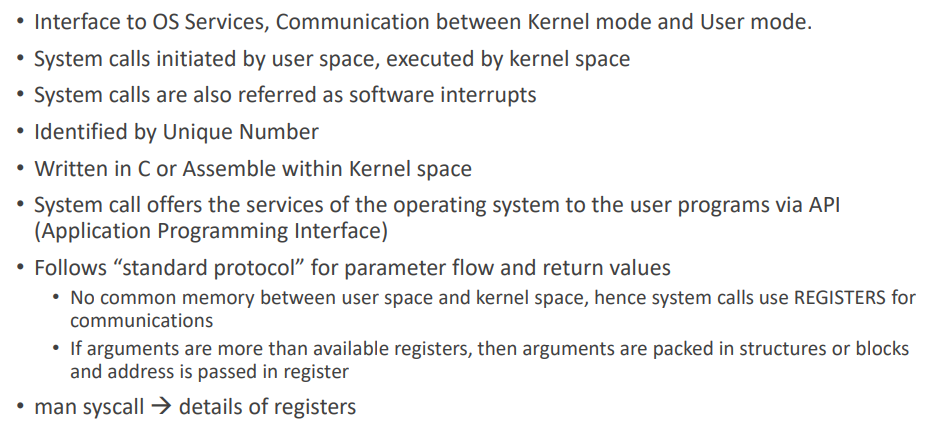 • Interface to OS Services, Communication between Kernel mode and User mode.
• System calls initiated by user space, executed by kernel space
• System calls are also referred as software interrupts
• Identified by Unique Number
• Written in C or Assemble within Kernel space
• System call offers the services of the operating system to the user programs via API
(Application Programming Interface)
• Follows “standard protocol” for parameter flow and return values
• No common memory between user space and kernel space, hence system calls use REGISTERS for
communications
• If arguments are more than available registers, then arguments are packed in structures or blocks
and address is passed in register
• man syscall → details of registers